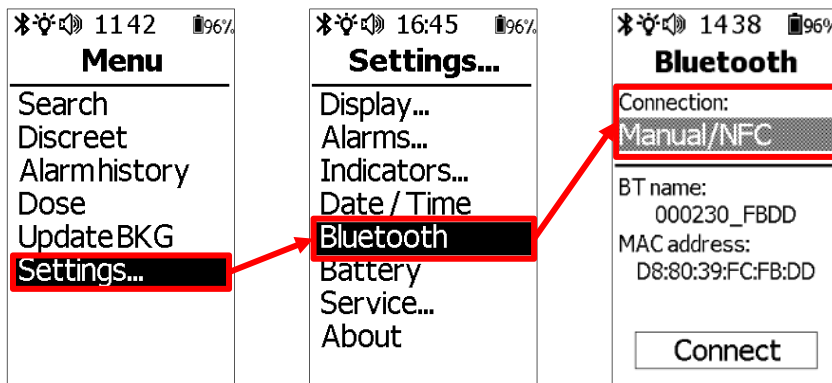 1142 96%
Menu
Search
Discreet
Alarm history
Dose
Update BKG
Settings...
16:45 96%
Settings...
Display...
Alarms...
Indicators...
Date / Time
Bluetooth
Battery
Service...
About
1438 96%
Bluetooth
Connection:
Manual/NFC
BT name:
000230_FBDD
MAC address:
D8:80:39:FC:FB:DD
Connect